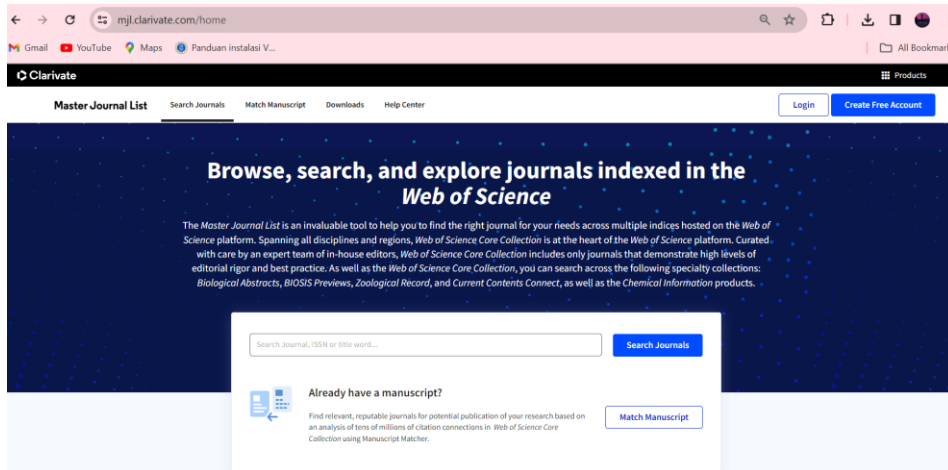 mjl.clarivate.com/home
Gmail YouTube Maps Panduan instalasi V... All Bookmar
Clarivate Products
Master Journal List Search Journals Match Manuscript Downloads Help Center Login Create Free Account
Browse, search, and explore journals indexed in the
Web of Science
The Master Journal List is an invaluable tool to help you to find the right journal for your needs across multiple indices hosted on the Web of
Science platform. Spanning all disciplines and regions, Web of Science Core Collection is at the heart of the Web of Science platform. Curated
with care by an expert team of in-house editors, Web of Science Core Collection includes only journals that demonstrate high levels of
editorial rigor and best practice. As well as the Web of Science Core Collection, you can search across the following specialty collections:
Biological Abstracts, BIOSIS Previews, Zoological Record, and Current Contents Connect, as well as the Chemical Information products.
Search Journal, ISSN or title word... Search Journals
Already have a manuscript?
Find relevant, reputable journals for potential publication of your research based on
an analysis of tens of millions of citation connections in Web of Science Core
Collection using Manuscript Matcher.
Match Manuscript